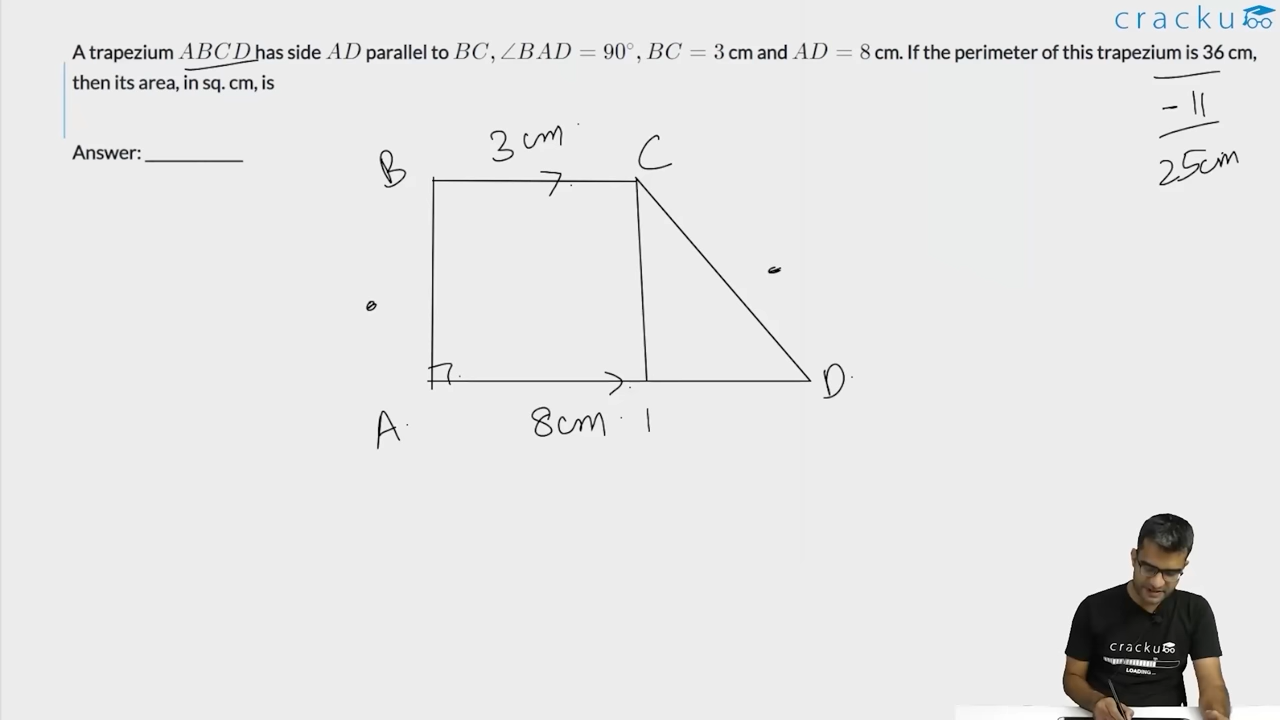 cracku
A trapezium ABCD has side AD parallel to BC, ∠BAD = 90°, BC = 3 cm and AD = 8 cm. If the perimeter of this trapezium is 36 cm,
then its area, in sq. cm, is
- 11
25cm
Answer: __________
3 cm
B
C
A
8cm
D
cracku
LOADING...